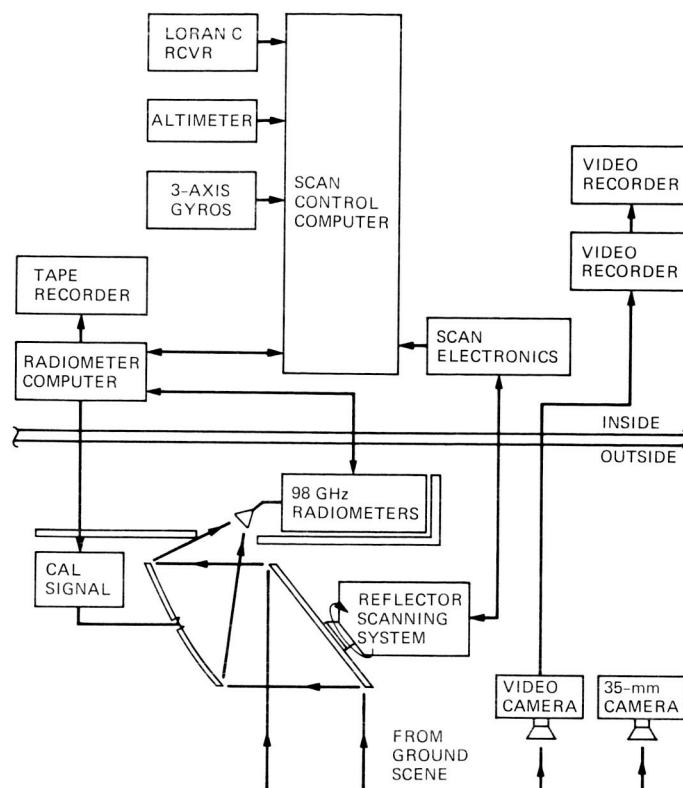 LORAN C
RCVR
ALTIMETER
3-AXIS
GYROS
SCAN
CONTROL
COMPUTER
VIDEO
RECORDER
VIDEO
RECORDER
TAPE
RECORDER
RADIOMETER
COMPUTER
SCAN
ELECTRONICS
INSIDE
OUTSIDE
98 GHz
RADIOMETERS
CAL
SIGNAL
REFLECTOR
SCANNING
SYSTEM
VIDEO
CAMERA
35-mm
CAMERA
FROM
GROUND
SCENE